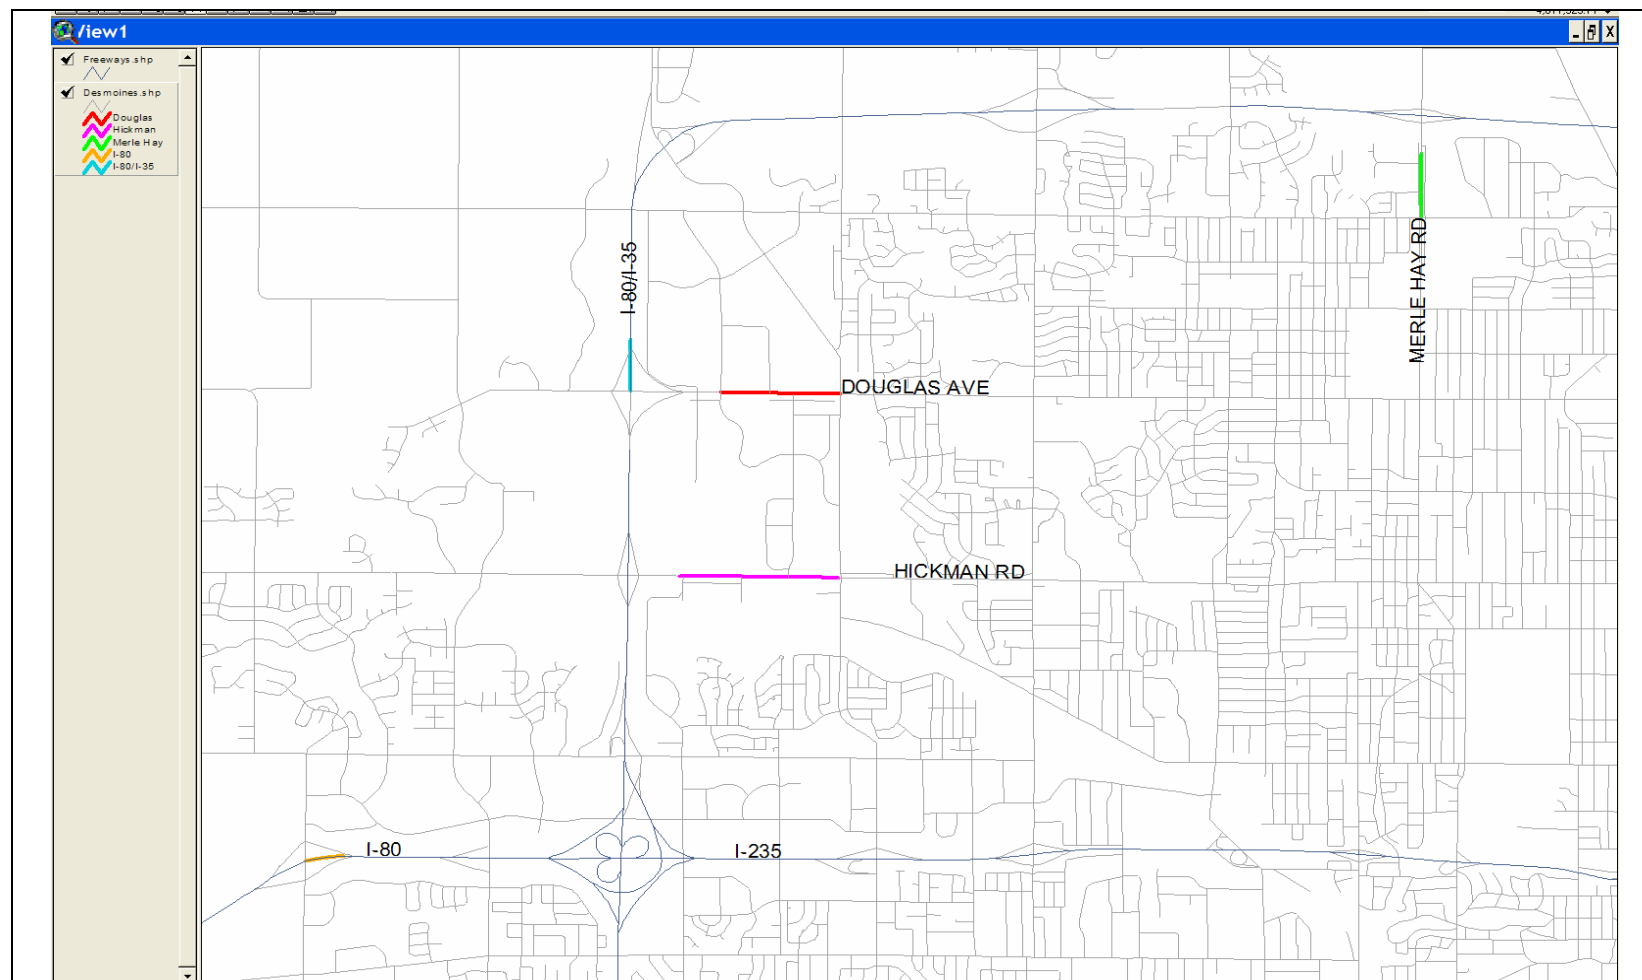 View1
Freeways.shp
Desmoines.shp
Douglas
Hickman
Merle Hay
I-80
I-80/I-35
I-80/I-35
MERLE HAY RD
DOUGLAS AVE
HICKMAN RD
I-80
I-235